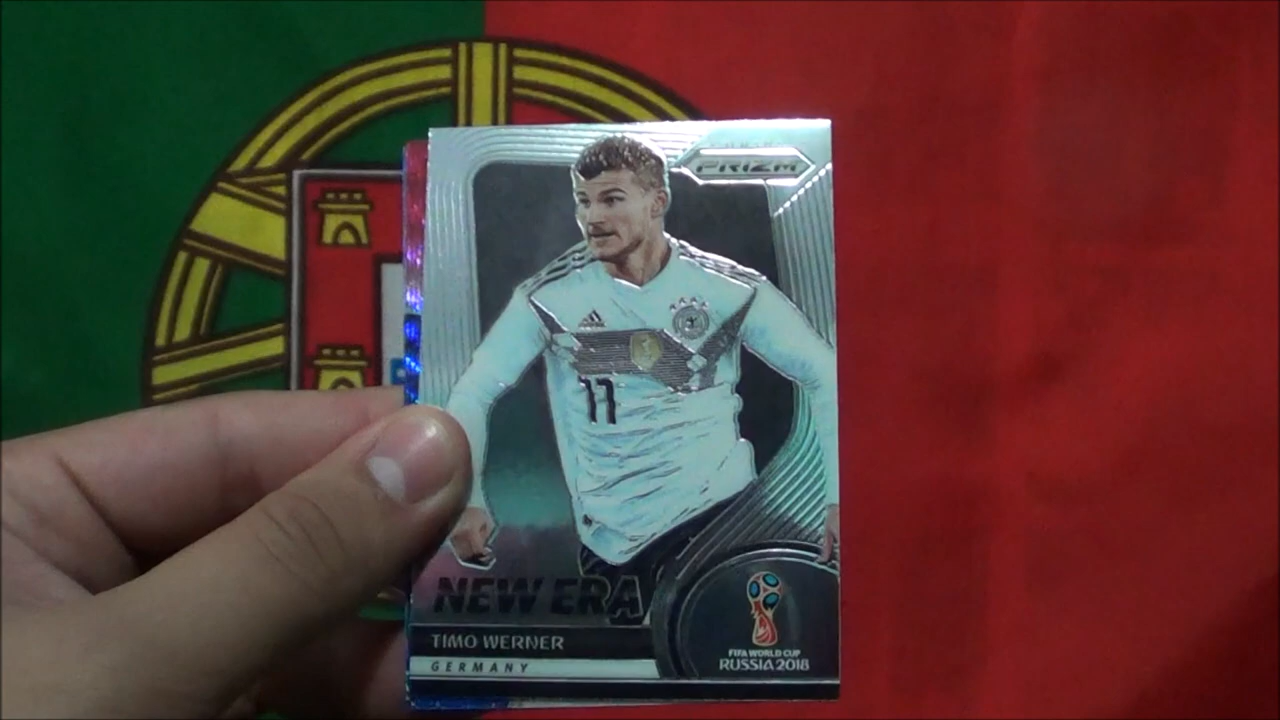 PRIZM
11
NEW ERA
TIMO WERNER
GERMANY
FIFA WORLD CUP
RUSSIA 2018